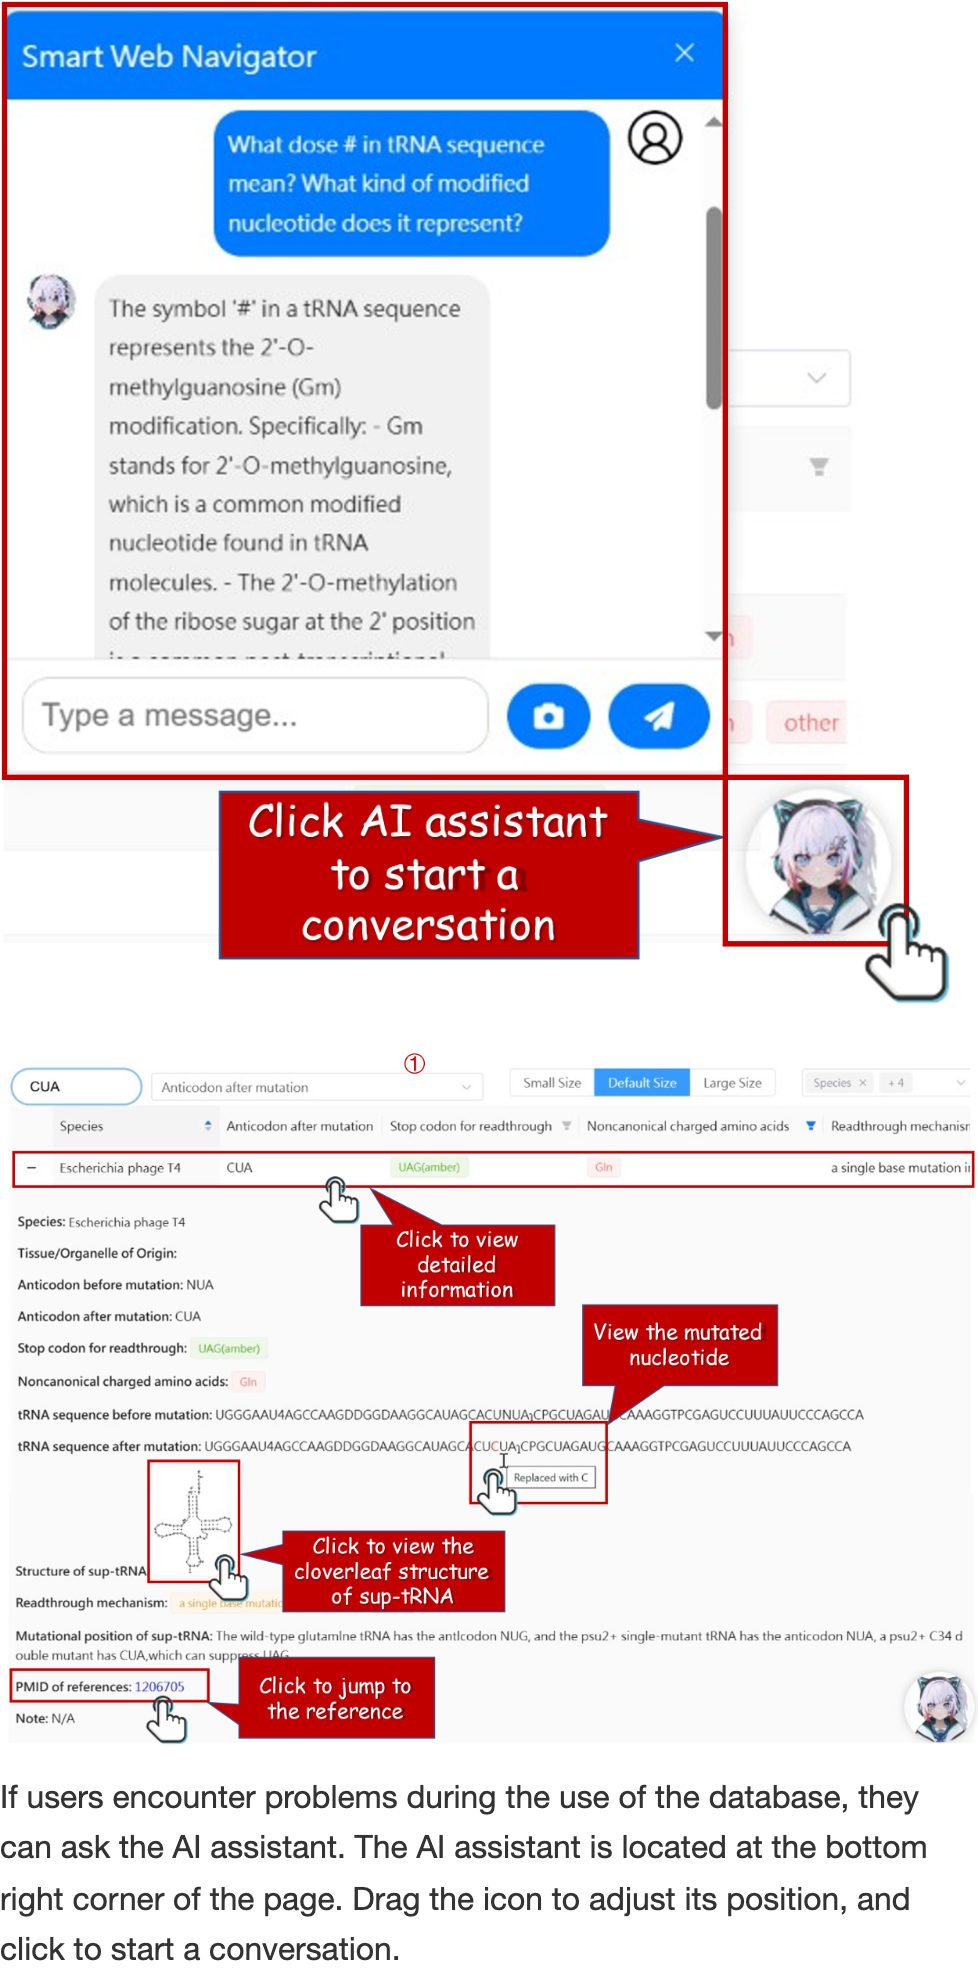 Smart Web Navigator
What dose # in tRNA sequence
mean? What kind of modified
nucleotide does it represent?
The symbol '#' in a tRNA sequence
represents the 2'-O-
methylguanosine (Gm)
modification. Specifically: - Gm
stands for 2'-O-methylguanosine,
which is a common modified
nucleotide found in tRNA
molecules. - The 2'-O-methylation
of the ribose sugar at the 2' position
Type a message...
other
Click AI assistant
to start a
conversation
①
CUA
Anticodon after mutation
Small Size Default Size Large Size
Species × + 4
Species Anticodon after mutation Stop codon for readthrough Noncanonical charged amino acids Readthrough mechanism
− Escherichia phage T4 CUA UAG(amber) Gln a single base mutation
Species: Escherichia phage T4
Click to view
detailed
information
Tissue/Organelle of Origin:
Anticodon before mutation: NUA
Anticodon after mutation: CUA
View the mutated
nucleotide
Stop codon for readthrough: UAG(amber)
Noncanonical charged amino acids: Gln
tRNA sequence before mutation: UGGGAAU4AGCCAAGDDGGDAAGGCAUAGCACUNUA]CPGCUAGAU CAAAGGTPCGAGUCCUUUAUUCCCAGCCA
tRNA sequence after mutation: UGGGAAU4AGCCAAGDDGGDAAGGCAUAGCACUCUA]CPGCUAGAUGCAAAGGTPCGAGUCCUUUAUUCCCAGCCA
Replaced with C
Click to view the
cloverleaf structure
of sup-tRNA
Structure of sup-tRNA
Readthrough mechanism: a single base mutatio
Mutational position of sup-tRNA: The wild-type glutamlne tRNA has the antlcodon NUG, and the psu2+ single-mutant tRNA has the anticodon NUA, a psu2+ C34 d
ouble mutant has CUA,which can suppress UAG
PMID of references: 1206705
Click to jump to
the reference
Note: N/A
If users encounter problems during the use of the database, they
can ask the AI assistant. The AI assistant is located at the bottom
right corner of the page. Drag the icon to adjust its position, and
click to start a conversation.